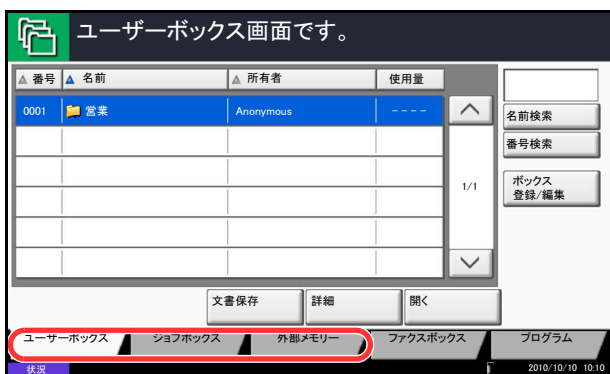 ユーザーボックス画面です。
番号 名前 所有者 使用量
0001 営業 Anonymous ----
名前検索
番号検索
1/1
ボックス
登録/編集
文書保存 詳細 開く
ユーザーボックス ジョブボックス 外部メモリー ファクスボックス プログラム
状況 2010/10/10 10:10